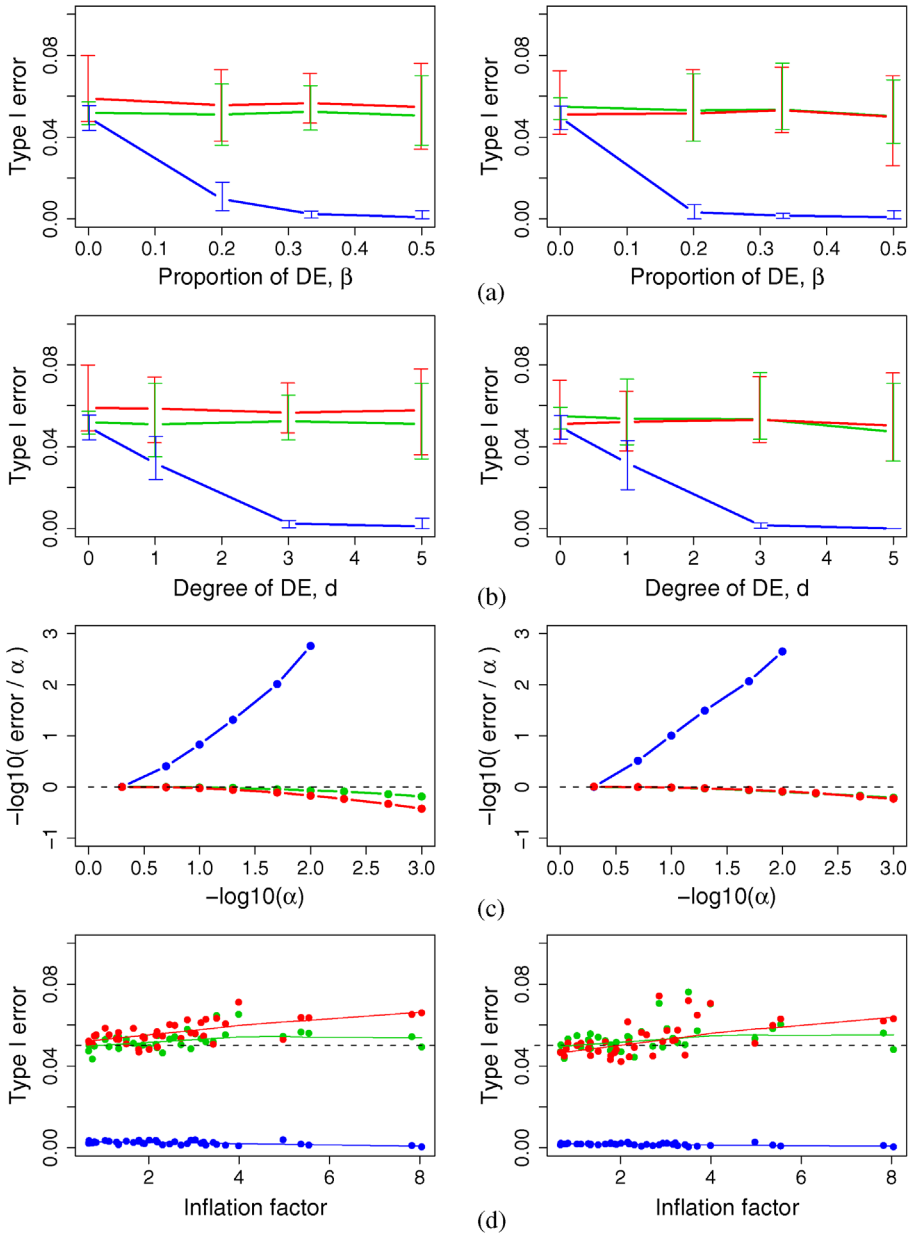 Type I error
0.00 0.04 0.08
0.0 0.1 0.2 0.3 0.4 0.5
Proportion of DE, β
Type I error
0.00 0.04 0.08
0.0 0.1 0.2 0.3 0.4 0.5
Proportion of DE, β
(a)
Type I error
0.00 0.04 0.08
0 1 2 3 4 5
Degree of DE, d
Type I error
0.00 0.04 0.08
0 1 2 3 4 5
Degree of DE, d
(b)
−log10( error / α )
−1 0 1 2 3
0.0 0.5 1.0 1.5 2.0 2.5 3.0
−log10(α)
−log10( error / α )
−1 0 1 2 3
0.0 0.5 1.0 1.5 2.0 2.5 3.0
−log10(α)
(c)
Type I error
0.00 0.04 0.08
2 4 6 8
Inflation factor
Type I error
0.00 0.04 0.08
2 4 6 8
Inflation factor
(d)